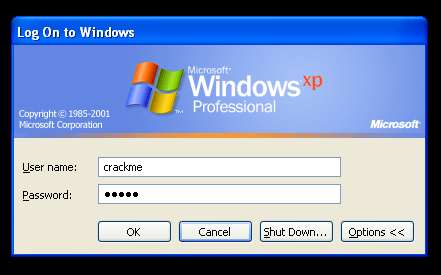 Log On to Windows
Microsoft®
Windows xp
Professional
Copyright © 1985-2001
Microsoft Corporation
Microsoft
User name: crackme
Password: •••••
OK Cancel Shut Down... Options <<